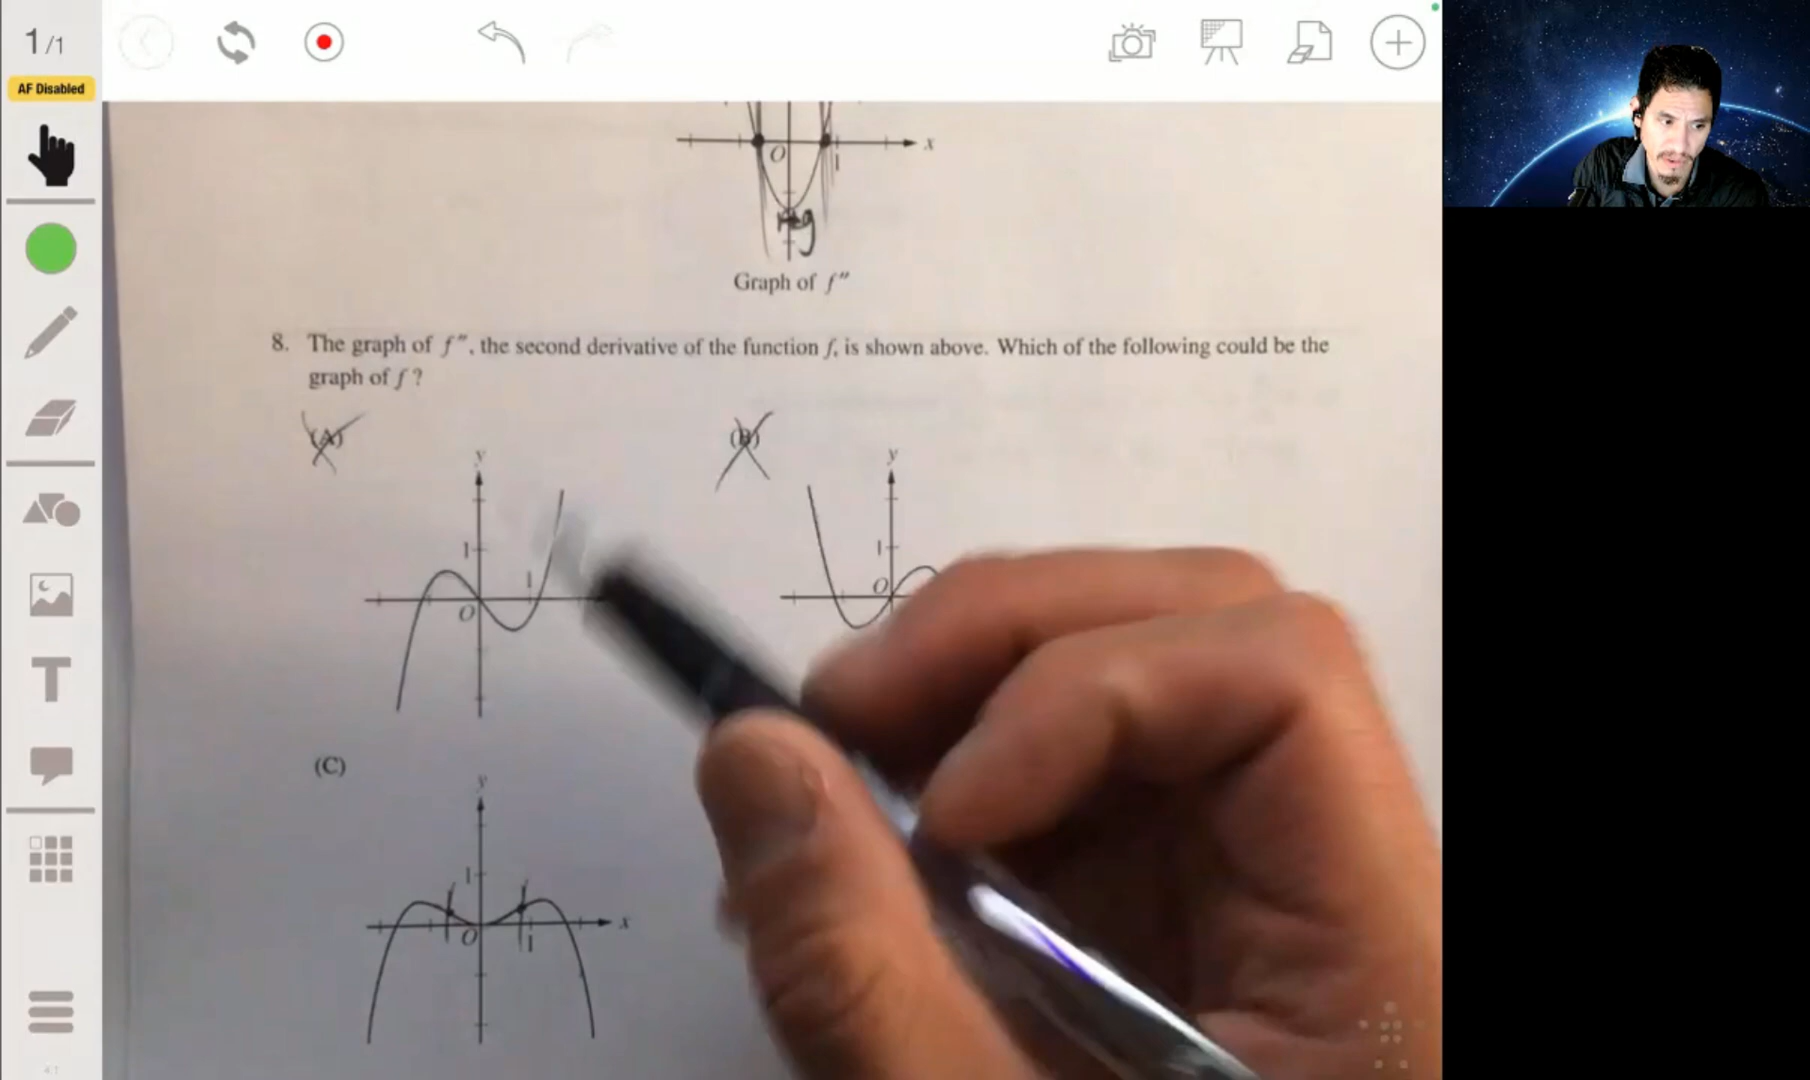 1/1
AF Disabled
T
O
1
x
neg
Graph of f″
8. The graph of f″, the second derivative of the function f, is shown above. Which of the following could be the
graph of f ?
(A)
(B)
y
y
1
1
1
O
O
(C)
y
1
x
O
1